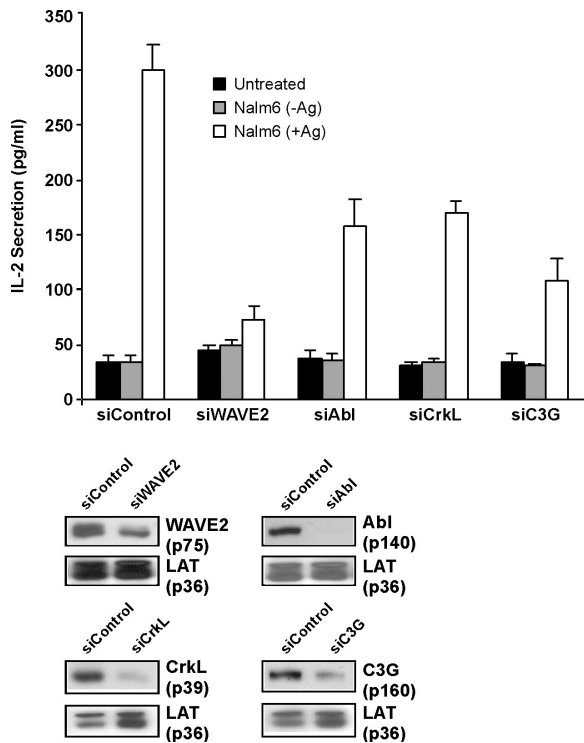 350
300
250
200
150
100
50
0
IL-2 Secretion (pg/ml)
Untreated
Nalm6 (-Ag)
Nalm6 (+Ag)
siControl siWAVE2 siAbl siCrkL siC3G
siControl siWAVE2
WAVE2
(p75)
LAT
(p36)
siControl siAbl
Abl
(p140)
LAT
(p36)
siControl siCrkL
CrkL
(p39)
LAT
(p36)
siControl siC3G
C3G
(p160)
LAT
(p36)